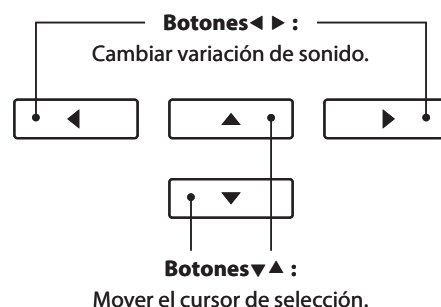 Botones◀ ▶ :
Cambiar variación de sonido.
Botones▼▲ :
Mover el cursor de selección.